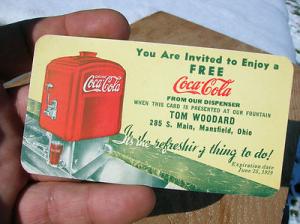 You Are Invited to Enjoy a
FREE
Coca-Cola
FROM OUR DISPENSER
WHEN THIS CARD IS PRESENTED AT OUR FOUNTAIN
TOM WOODARD
285 S. Main, Mansfield, Ohio
It's the refreshing thing to do!
Expiration date
June 25, 1939
DRINK
Coca-Cola